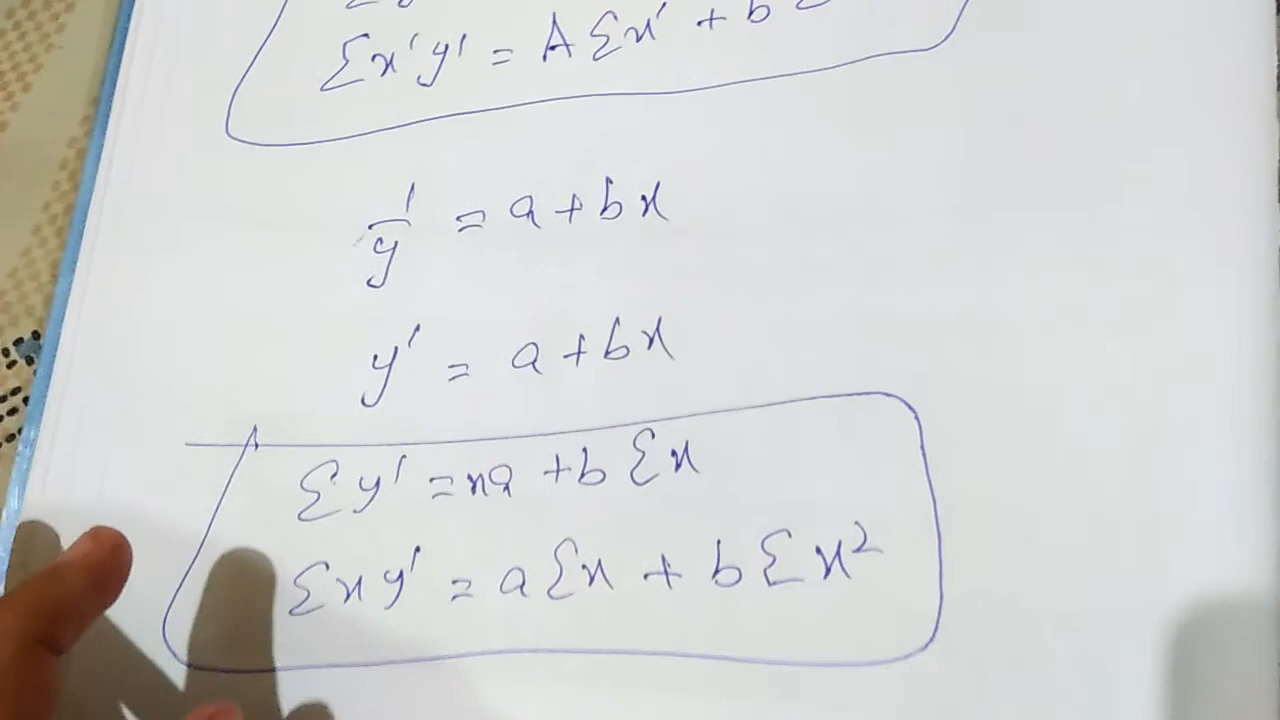 Σx'y' = AΣx' + b
1/y = a + bx
y' = a + bx
Σy' = na + bΣx
Σxy' = aΣx + bΣx²